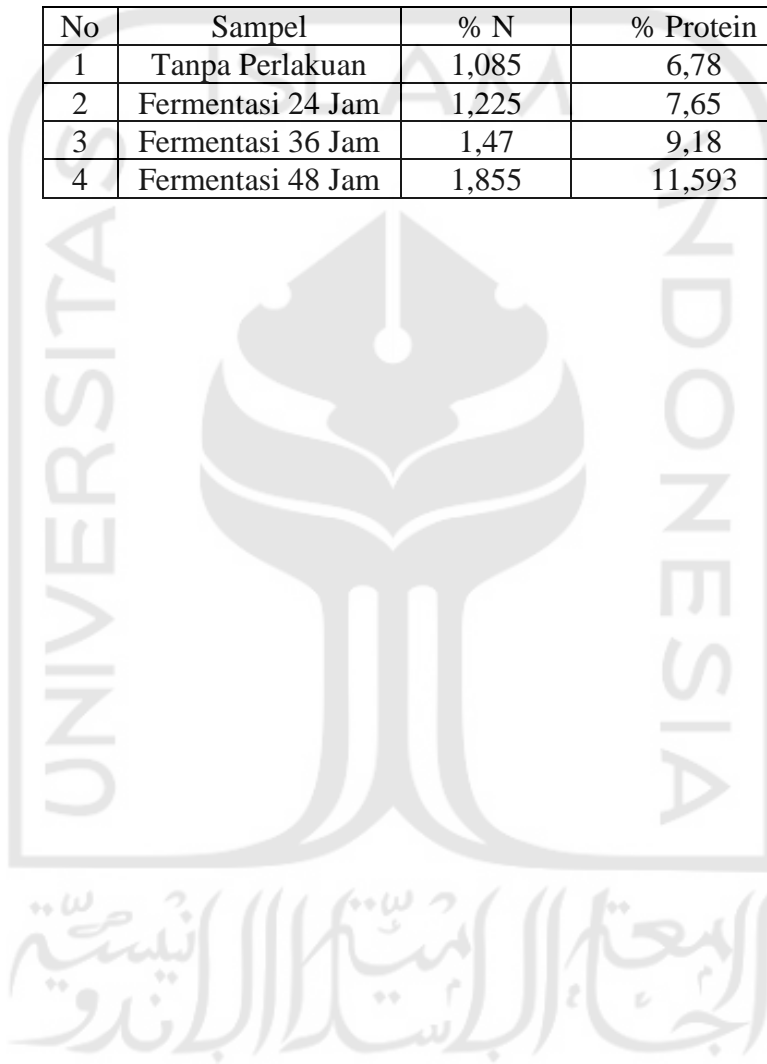 No Sampel % N % Protein
1 Tanpa Perlakuan 1,085 6,78
2 Fermentasi 24 Jam 1,225 7,65
3 Fermentasi 36 Jam 1,47 9,18
4 Fermentasi 48 Jam 1,855 11,593
ISLAM
UNIVERSITAS
INDONESIA